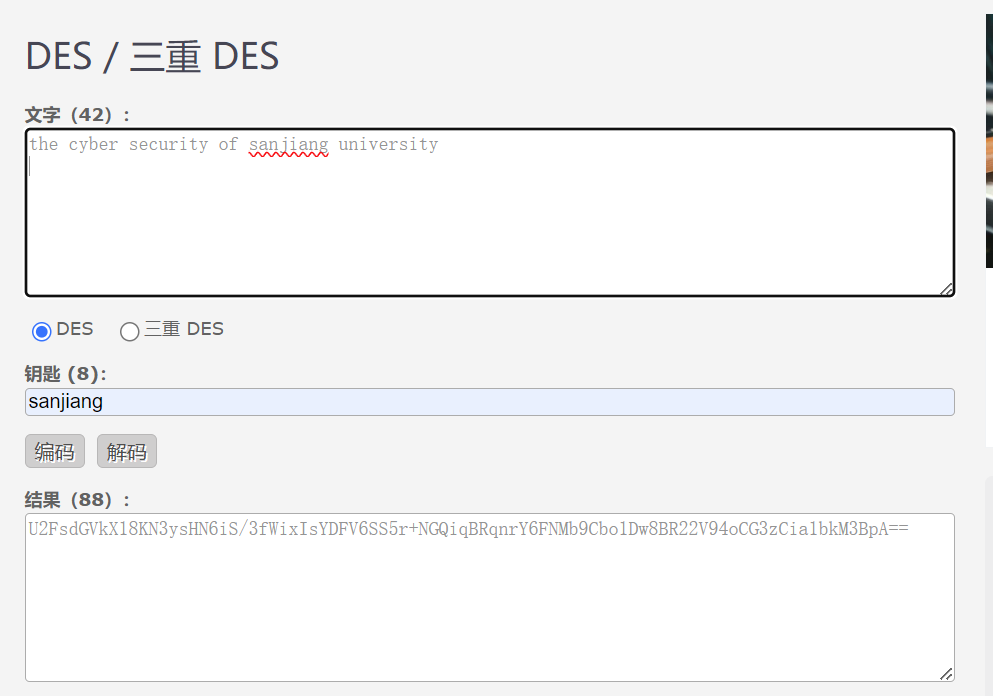 DES / 三重 DES
文字（42）:
the cyber security of sanjiang university
DES 三重 DES
钥匙 (8):
sanjiang
编码 解码
结果（88）:
U2FsdGVkX18KN3ysHN6iS/3fWixIsYDFV6SS5r+NGQiqBRqnrY6FNMb9CbolDw8BR22V94oCG3zCia1bkM3BpA==